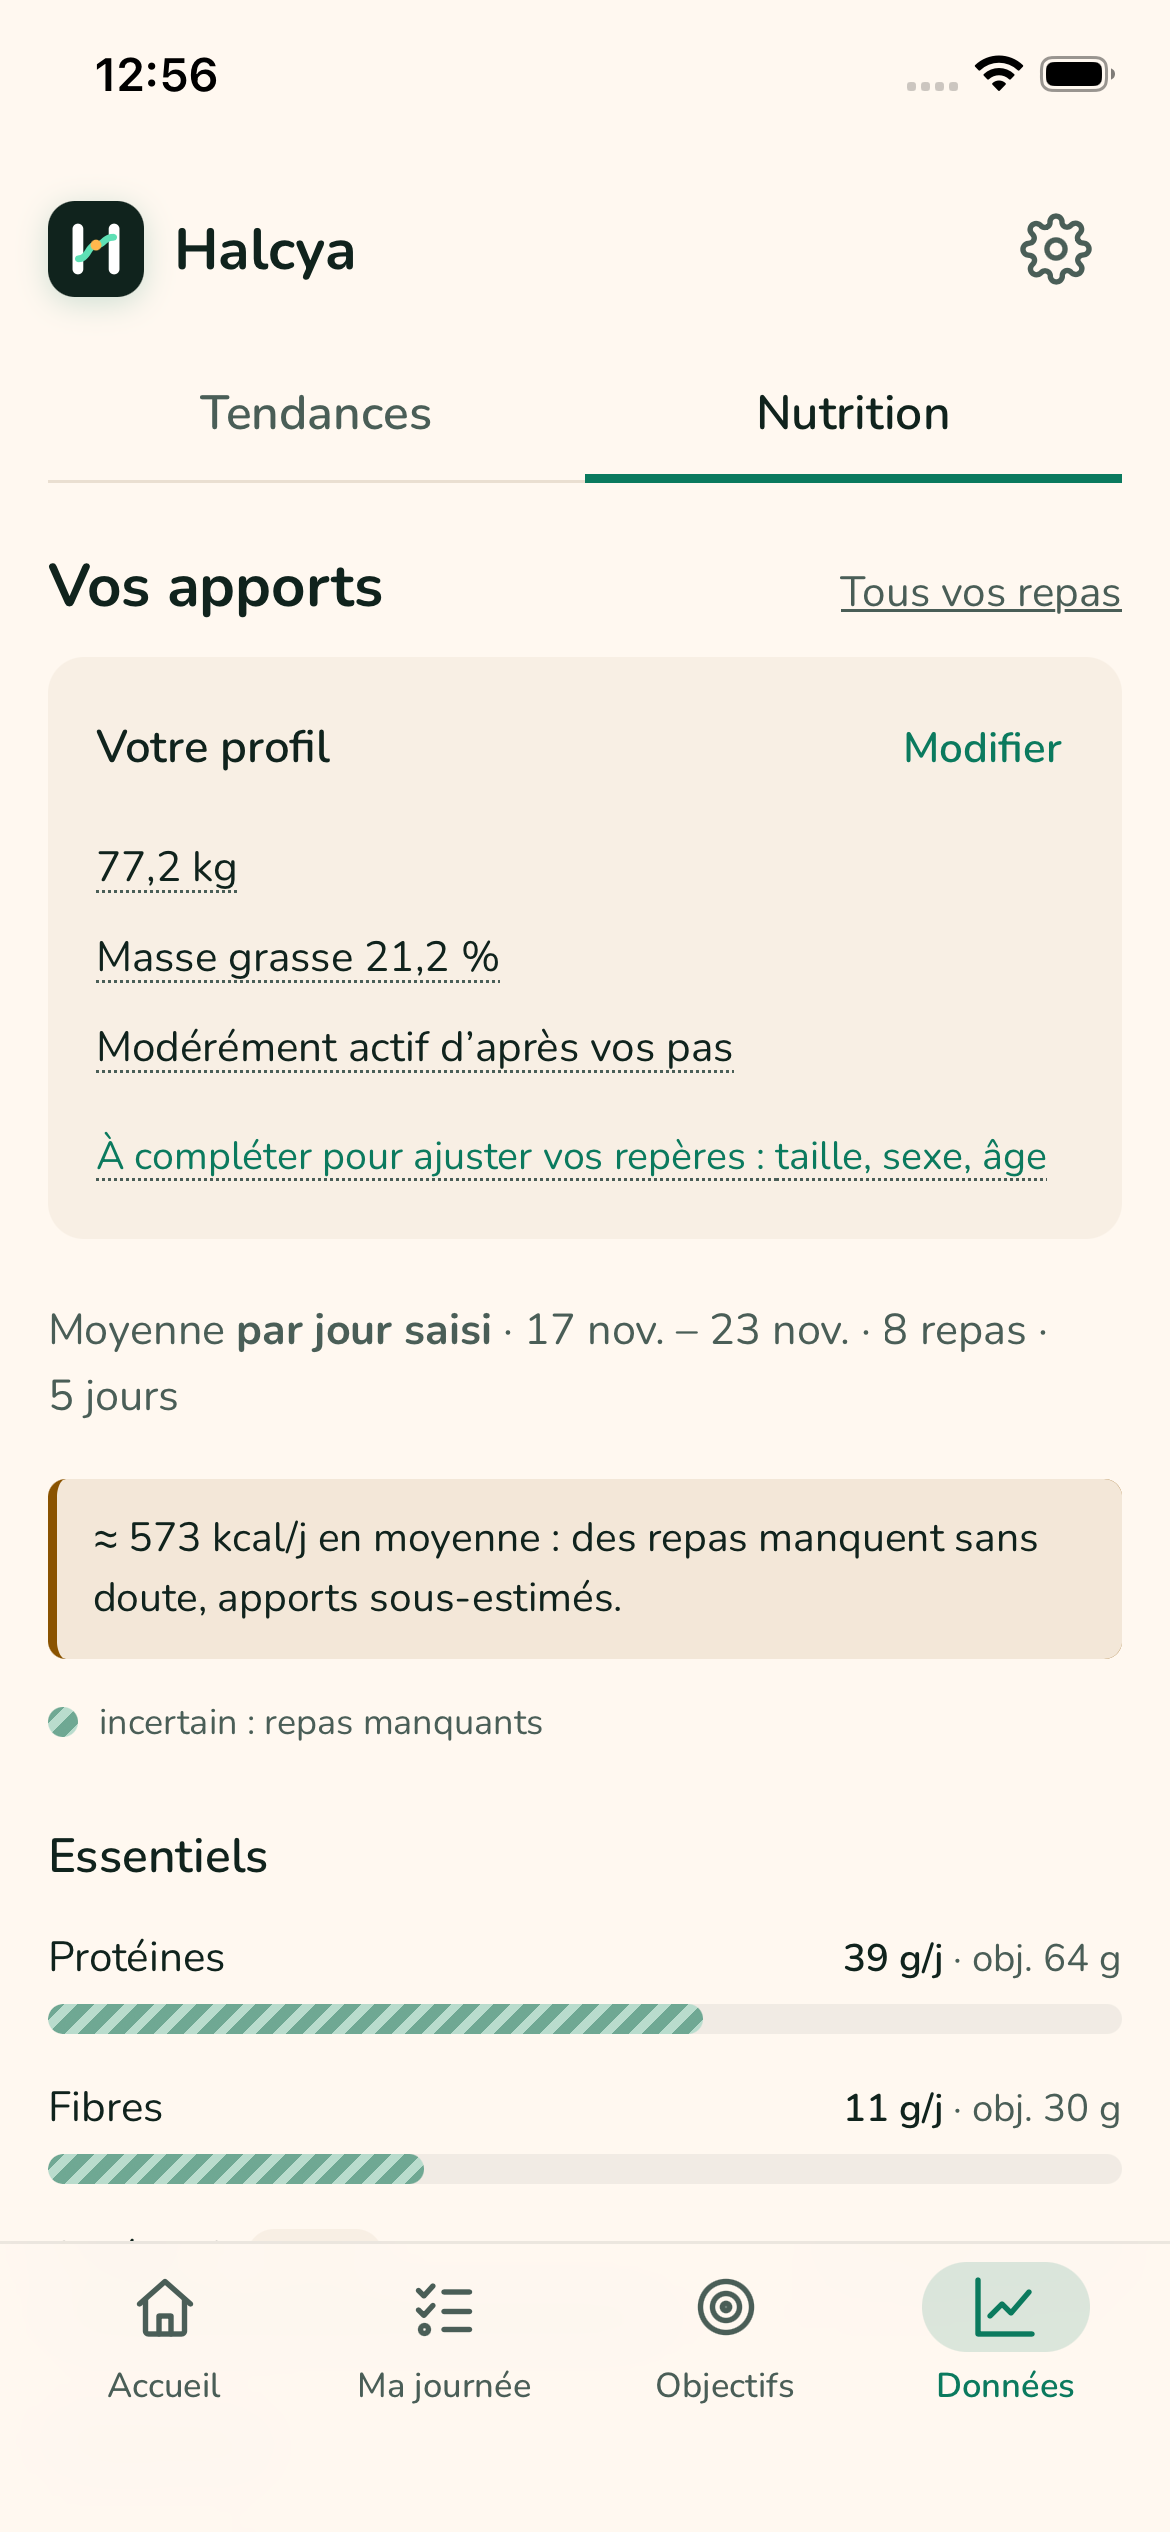 12:56
Halcya
Tendances
Nutrition
Vos apports
Tous vos repas
Votre profil
Modifier
77,2 kg
Masse grasse 21,2 %
Modérément actif d’après vos pas
À compléter pour ajuster vos repères : taille, sexe, âge
Moyenne par jour saisi · 17 nov. – 23 nov. · 8 repas ·
5 jours
≈ 573 kcal/j en moyenne : des repas manquent sans
doute, apports sous-estimés.
incertain : repas manquants
Essentiels
Protéines
39 g/j · obj. 64 g
Fibres
11 g/j · obj. 30 g
Accueil
Ma journée
Objectifs
Données